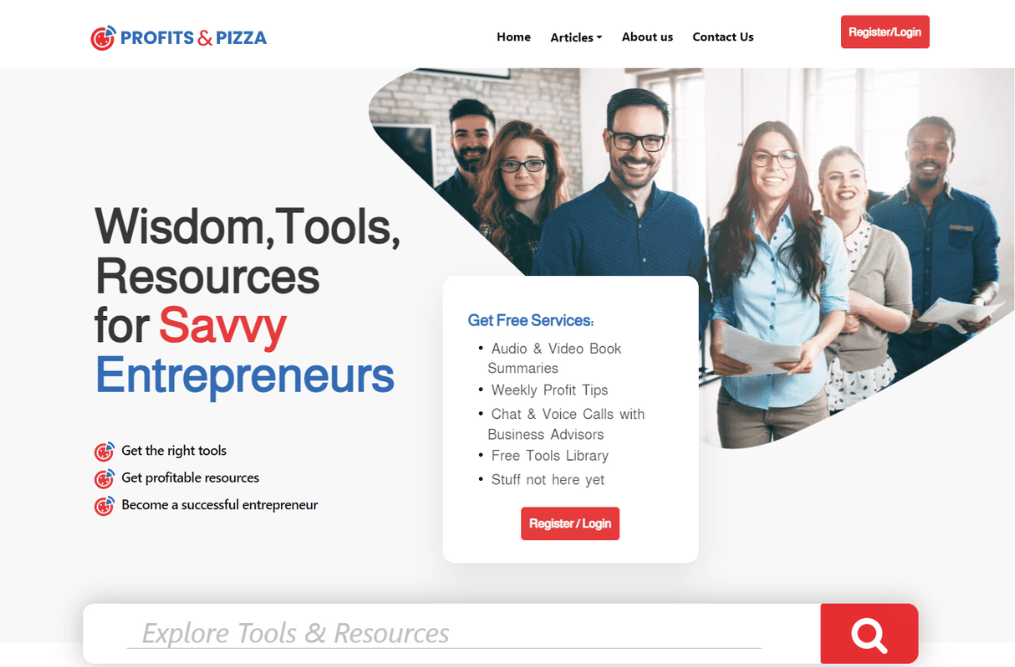 PROFITS & PIZZA
Home Articles About us Contact Us
Register/Login
Wisdom,Tools,
Resources
for Savvy
Entrepreneurs
Get the right tools
Get profitable resources
Become a successful entrepreneur
Get Free Services:
• Audio & Video Book
Summaries
• Weekly Profit Tips
• Chat & Voice Calls with
Business Advisors
• Free Tools Library
• Stuff not here yet
Register / Login
Explore Tools & Resources